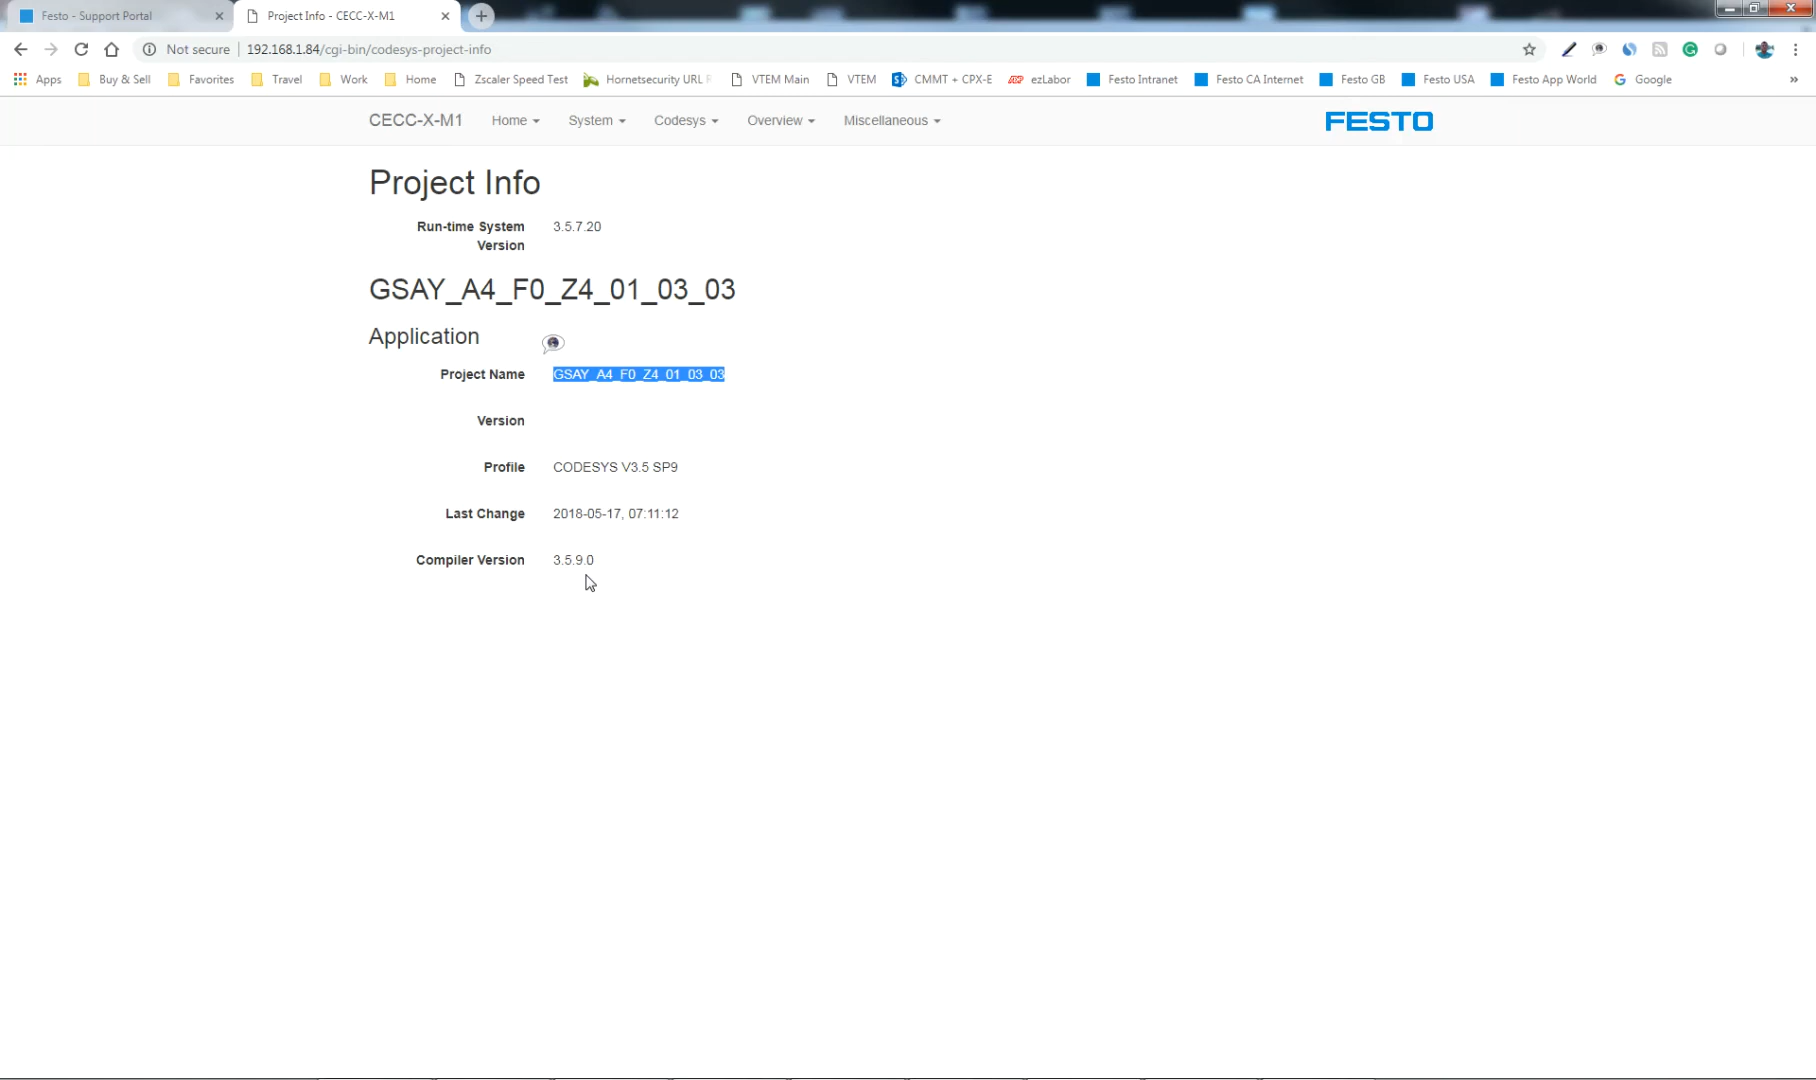 Festo - Support Portal
Project Info - CECC-X-M1
Not secure | 192.168.1.84/cgi-bin/codesys-project-info
Apps Buy & Sell Favorites Travel Work Home Zscaler Speed Test Hornetsecurity URL VTEM Main VTEM CMMT + CPX-E ezLabor Festo Intranet Festo CA Internet Festo GB Festo USA Festo App World Google »
CECC-X-M1 Home System Codesys Overview Miscellaneous FESTO
Project Info
Run-time System Version 3.5.7.20
GSAY_A4_F0_Z4_01_03_03
Application
Project Name GSAY_A4_F0_Z4_01_03_03
Version
Profile CODESYS V3.5 SP9
Last Change 2018-05-17, 07:11:12
Compiler Version 3.5.9.0